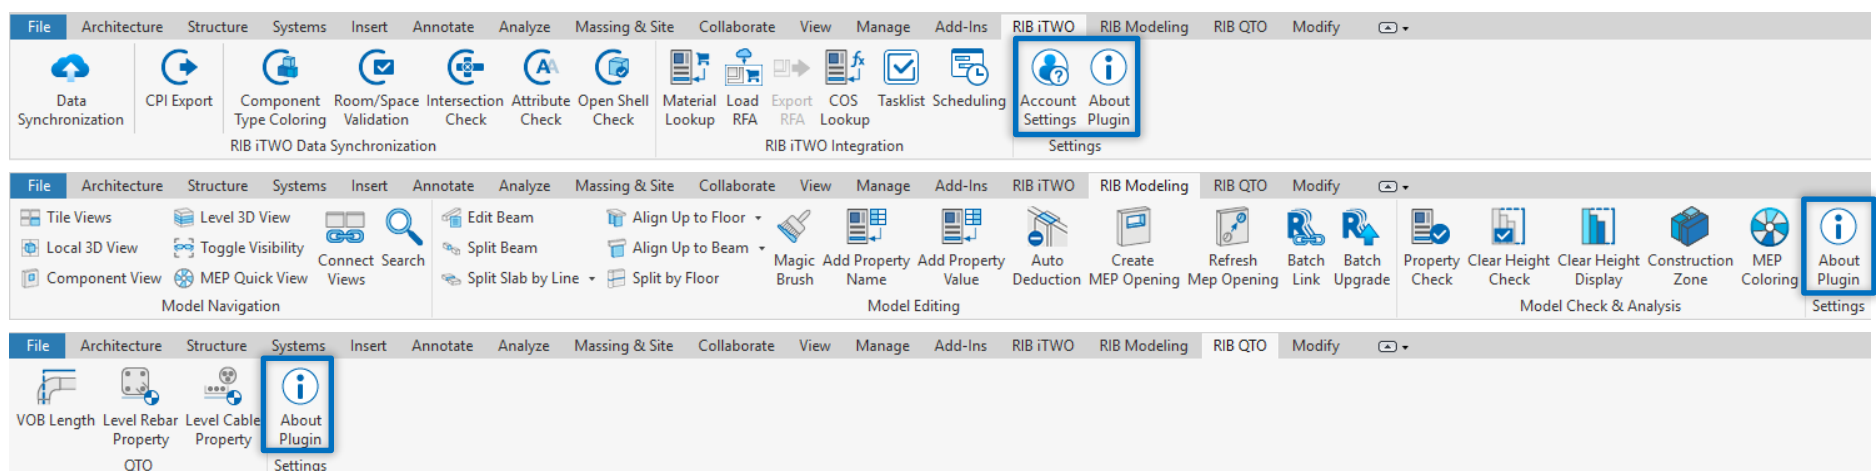 File Architecture Structure Systems Insert Annotate Analyze Massing & Site Collaborate View Manage Add-Ins RIB iTWO RIB Modeling RIB QTO Modify
Data Synchronization
CPI Export
Component Type Coloring
Room/Space Validation
Intersection Check
Attribute Check
Open Shell Check
Material Lookup
Load RFA
Export RFA
COS Lookup
Tasklist
Scheduling
Account Settings
About Plugin
RIB iTWO Data Synchronization
RIB iTWO Integration
Settings
File Architecture Structure Systems Insert Annotate Analyze Massing & Site Collaborate View Manage Add-Ins RIB iTWO RIB Modeling RIB QTO Modify
Tile Views
Local 3D View
Component View
Level 3D View
Toggle Visibility
MEP Quick View
Connect Views
Search
Edit Beam
Split Beam
Split Slab by Line
Align Up to Floor
Align Up to Beam
Split by Floor
Magic Brush
Add Property Name
Add Property Value
Auto Deduction
Create MEP Opening
Refresh Mep Opening
Batch Link
Batch Upgrade
Property Check
Clear Height Check
Clear Height Display
Construction Zone
MEP Coloring
About Plugin
Model Navigation
Model Editing
Model Check & Analysis
Settings
File Architecture Structure Systems Insert Annotate Analyze Massing & Site Collaborate View Manage Add-Ins RIB iTWO RIB Modeling RIB QTO Modify
VOB Length
Level Rebar Property
Level Cable Property
About Plugin
QTO
Settings